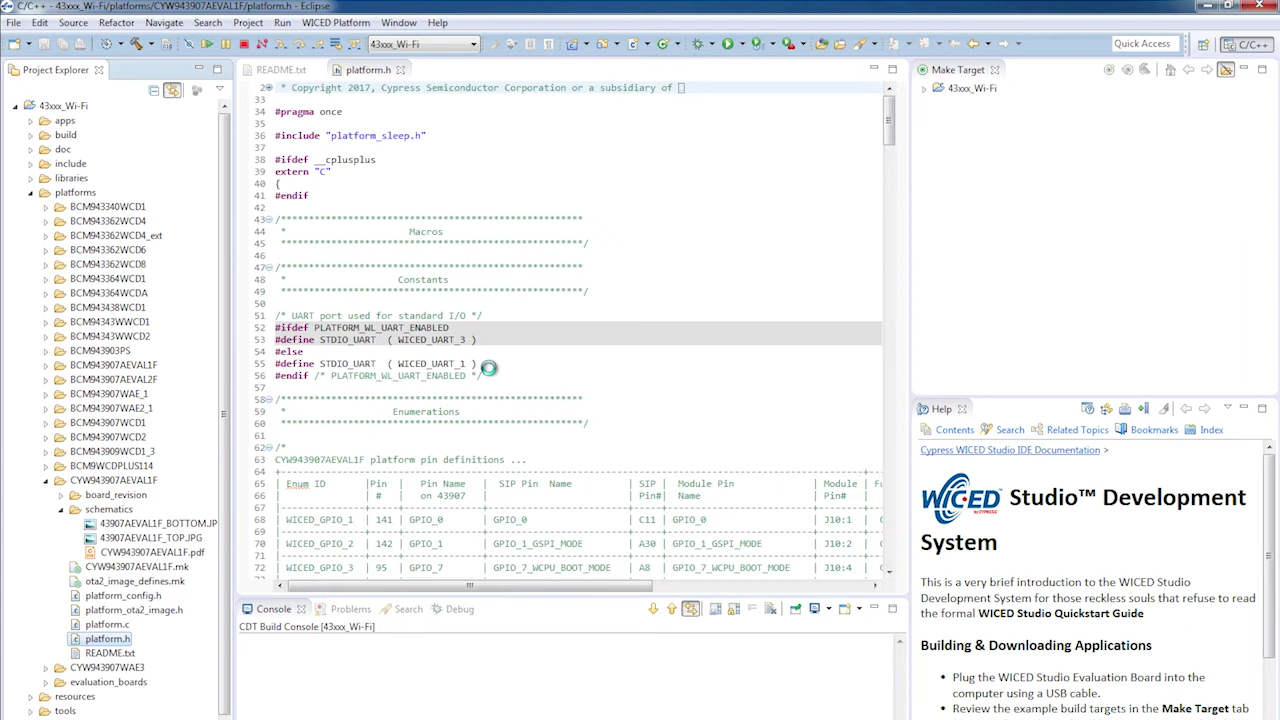 C/C++ - 43xxx_Wi-Fi/platforms/CYW943907AEVAL1F/platform.h - Eclipse
File Edit Source Refactor Navigate Search Project Run WICED Platform Window Help
43xxx_Wi-Fi
Quick Access
C/C++
Project Explorer
43xxx_Wi-Fi
apps
build
doc
include
libraries
platforms
BCM943340WCD1
BCM943362WCD4
BCM943362WCD4_ext
BCM943362WCD6
BCM943362WCD8
BCM943364WCD1
BCM943364WCDA
BCM943438WCD1
BCM94343WWCD1
BCM94343WWCD2
BCM943903PS
BCM943907AEVAL1F
BCM943907AEVAL2F
BCM943907WAE_1
BCM943907WAE2_1
BCM943907WCD1
BCM943907WCD2
BCM943909WCD1_3
BCM9WCDPLUS114
CYW943907AEVAL1F
board_revision
schematics
43907AEVAL1F_BOTTOM.JP
43907AEVAL1F_TOP.JPG
CYW943907AEVAL1F.pdf
CYW943907AEVAL1F.mk
ota2_image_defines.mk
platform_config.h
platform_ota2_image.h
platform.c
platform.h
README.txt
CYW943907WAE3
evaluation_boards
resources
tools
README.txt platform.h
2 * Copyright 2017, Cypress Semiconductor Corporation or a subsidiary of
33
34 #pragma once
35
36 #include "platform_sleep.h"
37
38 #ifdef __cplusplus
39 extern "C"
40 {
41 #endif
42
43 /******************************************************
44 * Macros
45 ******************************************************/
46
47 /******************************************************
48 * Constants
49 ******************************************************/
50
51 /* UART port used for standard I/O */
52 #ifdef PLATFORM_WL_UART_ENABLED
53 #define STDIO_UART ( WICED_UART_3 )
54 #else
55 #define STDIO_UART ( WICED_UART_1 )
56 #endif /* PLATFORM_WL_UART_ENABLED */
57
58 /******************************************************
59 * Enumerations
60 ******************************************************/
61
62 /*
63 CYW943907AEVAL1F platform pin definitions ...
64
65 | Enum ID |Pin | Pin Name | SIP Pin Name | SIP | Module Pin | Module | Fu
66 | | # | on 43907 | | Pin#| Name | Pin# |
67
68 | WICED_GPIO_1 | 141 | GPIO_0 | GPIO_0 | C11 | GPIO_0 | J10:1 |
69
70 | WICED_GPIO_2 | 142 | GPIO_1 | GPIO_1_GSPI_MODE | A30 | GPIO_1_GSPI_MODE | J10:2 |
71
72 | WICED_GPIO_3 | 95 | GPIO_7 | GPIO_7_WCPU_BOOT_MODE | A8 | GPIO_7_WCPU_BOOT_MODE | J10:4 |
Console Problems Search Debug
CDT Build Console [43xxx_Wi-Fi]
Make Target
43xxx_Wi-Fi
Help
Contents Search Related Topics Bookmarks Index
Cypress WICED Studio IDE Documentation >
WICED BY CYPRESS
WICED Studio™ Development
System
This is a very brief introduction to the WICED Studio
Development System for those reckless souls that refuse to read
the formal WICED Studio Quickstart Guide
Building & Downloading Applications
• Plug the WICED Studio Evaluation Board into the
computer using a USB cable.
• Review the example build targets in the Make Target tab